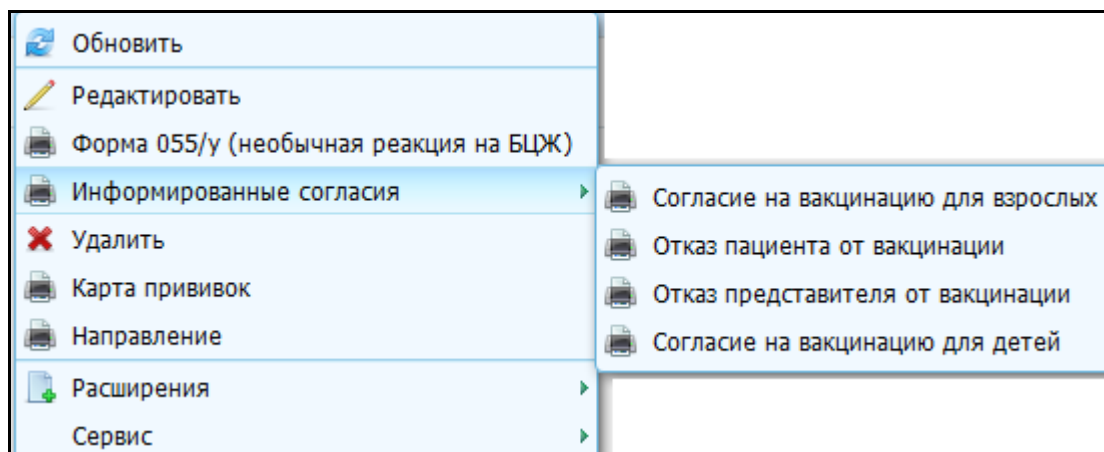 Обновить
Редактировать
Форма 055/у (необычная реакция на БЦЖ)
Информированные согласия
Удалить
Карта прививок
Направление
Расширения
Сервис
Согласие на вакцинацию для взрослых
Отказ пациента от вакцинации
Отказ представителя от вакцинации
Согласие на вакцинацию для детей